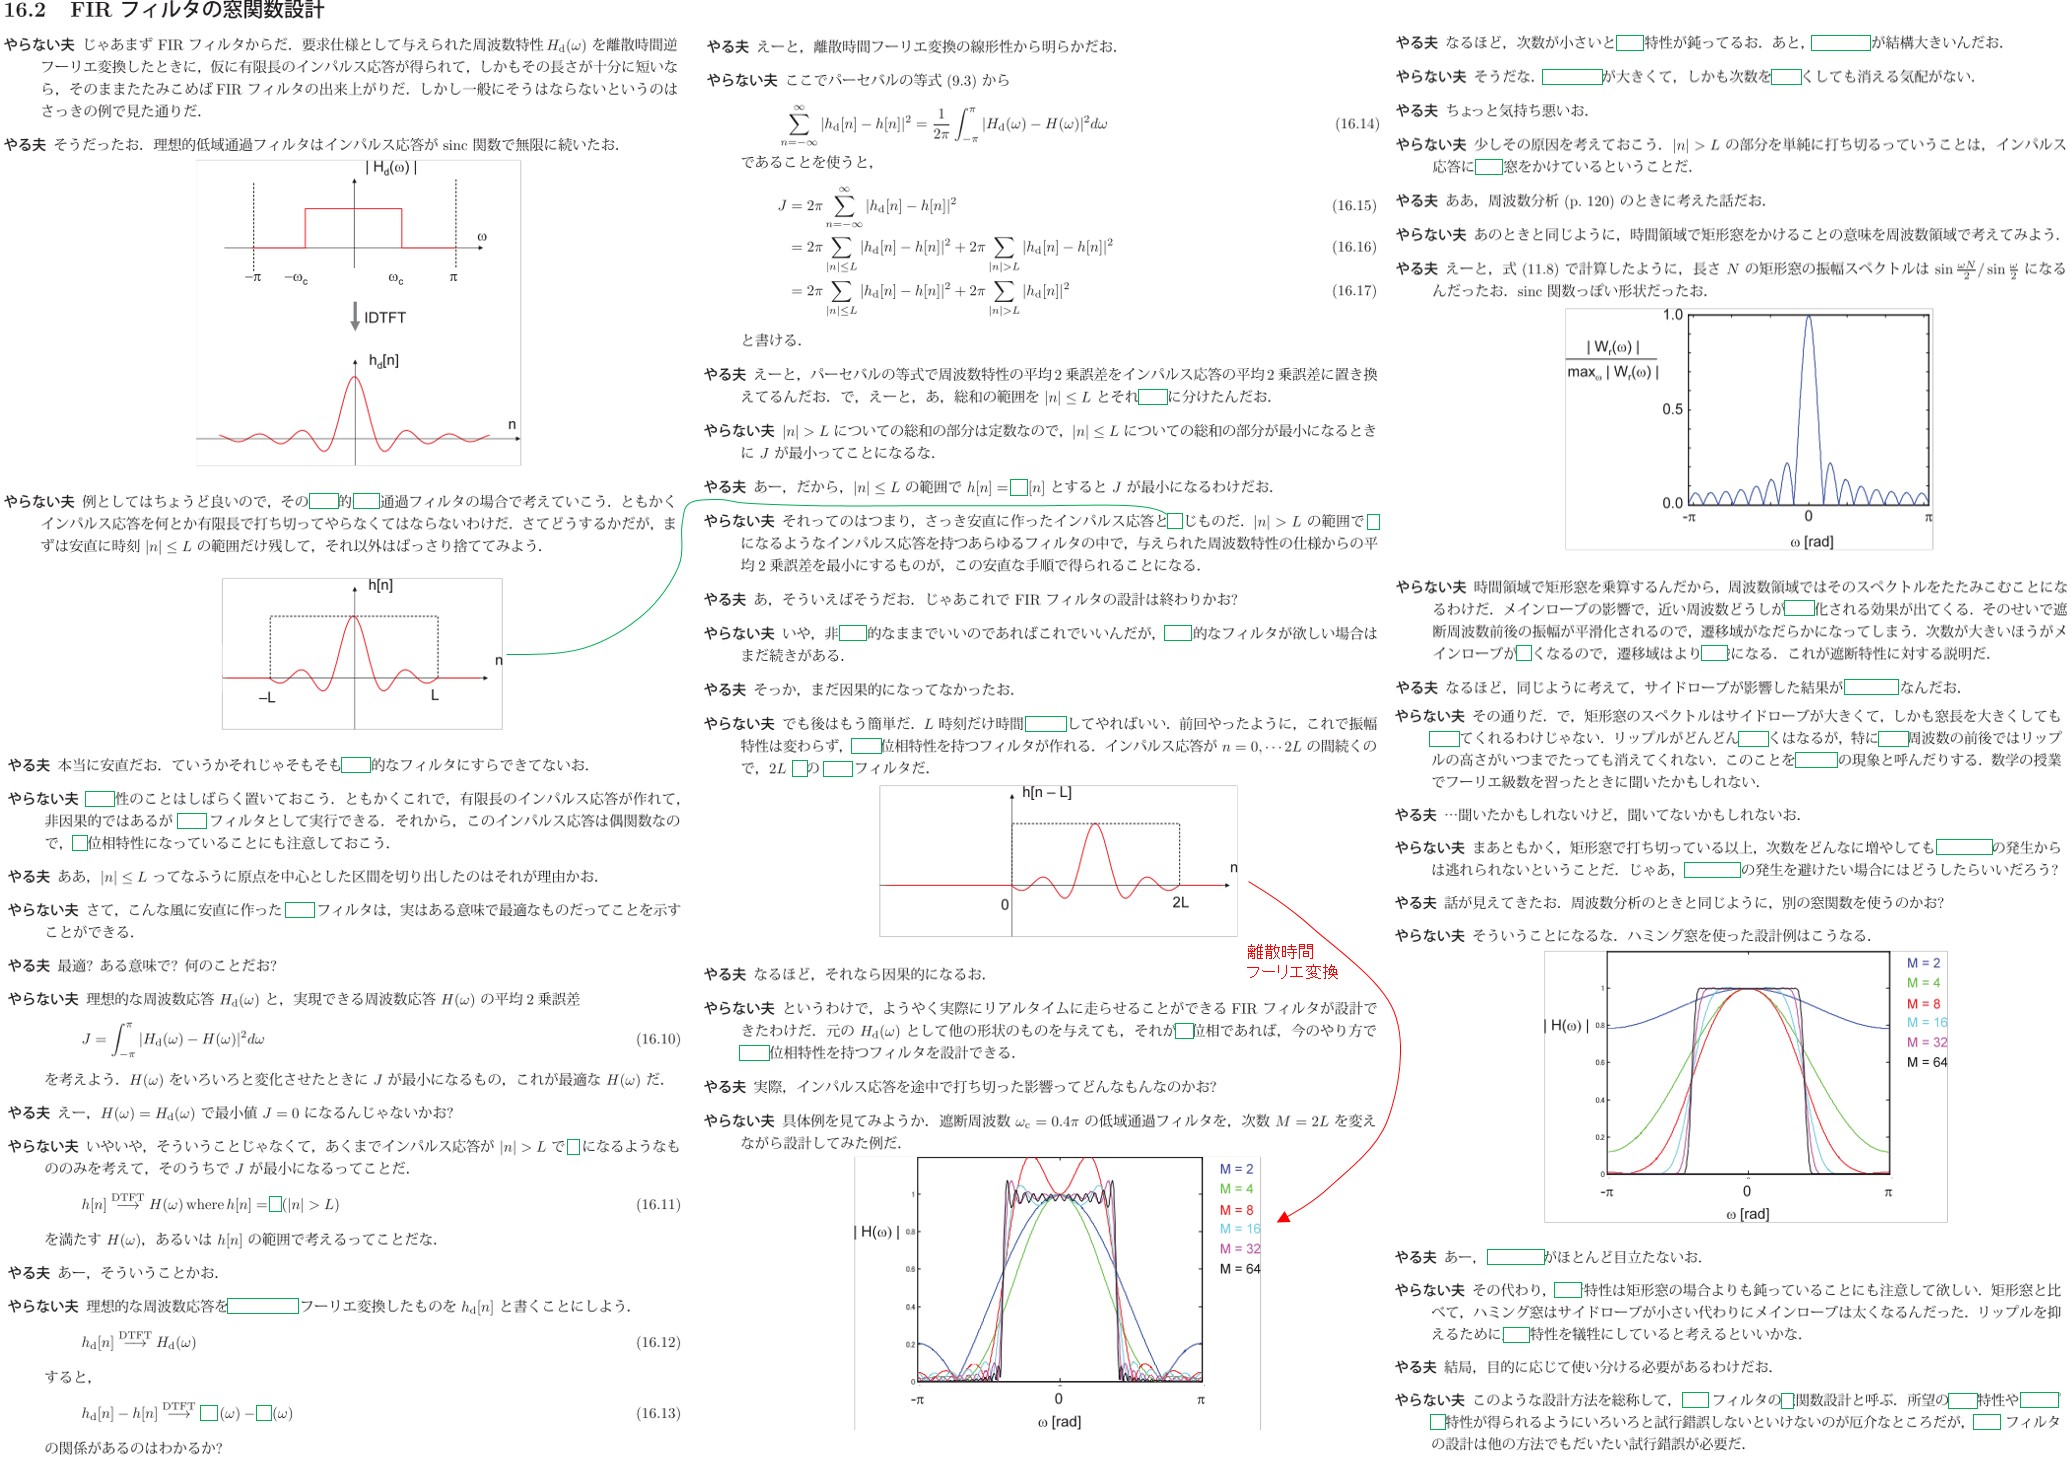 16.2 FIR フィルタの窓関数設計
やらない夫 じゃあまず FIR フィルタからだ．要求仕様として与えられた周波数特性 Hd(ω) を離散時間逆
フーリエ変換したときに，仮に有限長のインパルス応答が得られて，しかもその長さが十分に短いな
ら，そのままたたみこめば FIR フィルタの出来上がりだ．しかし一般にそうはならないというのは
さっきの例で見た通りだ．
やる夫 そうだったお．理想的低域通過フィルタはインパルス応答が sinc 関数で無限に続いたお．
| Hd(ω) |
ω
−π −ωc ωc π
IDTFT
hd[n]
n
やらない夫 例としてはちょうど良いので，その 的 通過フィルタの場合で考えていこう．ともかく
インパルス応答を何とか有限長で打ち切ってやらなくてはならないわけだ．さてどうするかだが，ま
ずは安直に時刻 |n| ≤ L の範囲だけ残して，それ以外はばっさり捨ててみよう．
h[n]
n
−L L
やる夫 本当に安直だお．ていうかそれじゃそもそも 的なフィルタにすらできてないお．
やらない夫 性のことはしばらく置いておこう．ともかくこれで，有限長のインパルス応答が作れて，
非因果的ではあるが フィルタとして実行できる．それから，このインパルス応答は偶関数なの
で， 位相特性になっていることにも注意しておこう．
やる夫 ああ，|n| ≤ L ってなふうに原点を中心とした区間を切り出したのはそれが理由かお．
やらない夫 さて，こんな風に安直に作った フィルタは，実はある意味で最適なものだってことを示す
ことができる．
やる夫 最適? ある意味で? 何のことだお?
やらない夫 理想的な周波数応答 Hd(ω) と，実現できる周波数応答 H(ω) の平均 2 乗誤差
J = ∫_{−π}^{π} |Hd(ω) − H(ω)|²dω (16.10)
を考えよう．H(ω) をいろいろと変化させたときに J が最小になるもの，これが最適な H(ω) だ．
やる夫 えー，H(ω) = Hd(ω) で最小値 J = 0 になるんじゃないかお?
やらない夫 いやいや，そういうことじゃなくて，あくまでインパルス応答が |n| > L で になるようなも
ののみを考えて，そのうちで J が最小になるってことだ．
h[n] DTFT→ H(ω) where h[n] = (|n| > L) (16.11)
を満たす H(ω)，あるいは h[n] の範囲で考えるってことだな．
やる夫 あー，そういうことかお．
やらない夫 理想的な周波数応答を フーリエ変換したものを hd[n] と書くことにしよう．
hd[n] DTFT→ Hd(ω) (16.12)
すると，
hd[n] − h[n] DTFT→ (ω) − (ω) (16.13)
の関係があるのはわかるか?
やる夫 えーと，離散時間フーリエ変換の線形性から明らかだお．
やらない夫 ここでパーセバルの等式 (9.3) から
∑_{n=−∞}^{∞} |hd[n] − h[n]|² = 1/2π ∫_{−π}^{π} |Hd(ω) − H(ω)|²dω (16.14)
であることを使うと，
J = 2π ∑_{n=−∞}^{∞} |hd[n] − h[n]|² (16.15)
= 2π ∑_{|n|≤L} |hd[n] − h[n]|² + 2π ∑_{|n|>L} |hd[n] − h[n]|² (16.16)
= 2π ∑_{|n|≤L} |hd[n] − h[n]|² + 2π ∑_{|n|>L} |hd[n]|² (16.17)
と書ける．
やる夫 えーと，パーセバルの等式で周波数特性の平均 2 乗誤差をインパルス応答の平均 2 乗誤差に置き換
えてるんだお．で，えーと，あ，総和の範囲を |n| ≤ L とそれ に分けたんだお．
やらない夫 |n| > L についての総和の部分は定数なので，|n| ≤ L についての総和の部分が最小になるとき
に J が最小ってことになるな．
やる夫 あー，だから，|n| ≤ L の範囲で h[n] = [n] とすると J が最小になるわけだお．
やらない夫 それってのはつまり，さっき安直に作ったインパルス応答と じものだ．|n| > L の範囲で
になるようなインパルス応答を持つあらゆるフィルタの中で，与えられた周波数特性の仕様からの平
均 2 乗誤差を最小にするものが，この安直な手順で得られることになる．
やる夫 あ，そういえばそうだお．じゃあこれで FIR フィルタの設計は終わりかお?
やらない夫 いや，非 的なままでいいのであればこれでいいんだが， 的なフィルタが欲しい場合は
まだ続きがある．
やる夫 そっか，まだ因果的になってなかったお．
やらない夫 でも後はもう簡単だ．L 時刻だけ時間 してやればいい．前回やったように，これで振幅
特性は変わらず， 位相特性を持つフィルタが作れる．インパルス応答が n = 0, ··· 2L の間続くの
で，2L の フィルタだ．
h[n – L]
n
0 2L
離散時間
フーリエ変換
やる夫 なるほど，それなら因果的になるお．
やらない夫 というわけで，ようやく実際にリアルタイムに走らせることができる FIR フィルタが設計で
きたわけだ．元の Hd(ω) として他の形状のものを与えても，それが 位相であれば，今のやり方で
位相特性を持つフィルタを設計できる．
やる夫 実際，インパルス応答を途中で打ち切った影響ってどんなもんなのかお?
やらない夫 具体例を見てみようか．遮断周波数 ωc = 0.4π の低域通過フィルタを，次数 M = 2L を変え
ながら設計してみた例だ．
M = 2
M = 4
M = 8
M = 16
M = 32
M = 64
| H(ω) |
1
0.8
0.6
0.4
0.2
0
-π 0 π
ω [rad]
やる夫 なるほど，次数が小さいと 特性が鈍ってるお．あと， が結構大きいんだお．
やらない夫 そうだな． が大きくて，しかも次数を くしても消える気配がない．
やる夫 ちょっと気持ち悪いお．
やらない夫 少しその原因を考えておこう．|n| > L の部分を単純に打ち切るっていうことは，インパルス
応答に 窓をかけているということだ．
やる夫 ああ，周波数分析 (p. 120) のときに考えた話だお．
やらない夫 あのときと同じように，時間領域で矩形窓をかけることの意味を周波数領域で考えてみよう．
やる夫 えーと，式 (11.8) で計算したように，長さ N の矩形窓の振幅スペクトルは sin ωN/2 / sin ω/2 になる
んだったお．sinc 関数っぽい形状だったお．
| Wr(ω) |
maxω | Wr(ω) |
1.0
0.5
0.0
-π 0 π
ω [rad]
やらない夫 時間領域で矩形窓を乗算するんだから，周波数領域ではそのスペクトルをたたみこむことにな
るわけだ．メインローブの影響で，近い周波数どうしが 化される効果が出てくる．そのせいで遮
断周波数前後の振幅が平滑化されるので，遷移域がなだらかになってしまう．次数が大きいほうがメ
インローブが くなるので，遷移域はより になる．これが遮断特性に対する説明だ．
やる夫 なるほど，同じように考えて，サイドローブが影響した結果が なんだお．
やらない夫 その通りだ．で，矩形窓のスペクトルはサイドローブが大きくて，しかも窓長を大きくしても
てくれるわけじゃない．リップルがどんどん くはなるが，特に 周波数の前後ではリップ
ルの高さがいつまでたっても消えてくれない．このことを の現象と呼んだりする．数学の授業
でフーリエ級数を習ったときに聞いたかもしれない．
やる夫 …聞いたかもしれないけど，聞いてないかもしれないお．
やらない夫 まあともかく，矩形窓で打ち切っている以上，次数をどんなに増やしても の発生から
は逃れられないということだ．じゃあ， の発生を避けたい場合にはどうしたらいいだろう?
やる夫 話が見えてきたお．周波数分析のときと同じように，別の窓関数を使うのかお?
やらない夫 そういうことになるな．ハミング窓を使った設計例はこうなる．
M = 2
M = 4
M = 8
M = 16
M = 32
M = 64
| H(ω) |
1
0.8
0.6
0.4
0.2
0
-π 0 π
ω [rad]
やる夫 あー， がほとんど目立たないお．
やらない夫 その代わり， 特性は矩形窓の場合よりも鈍っていることにも注意して欲しい．矩形窓と比
べて，ハミング窓はサイドローブが小さい代わりにメインローブは太くなるんだった．リップルを抑
えるために 特性を犠牲にしていると考えるといいかな．
やる夫 結局，目的に応じて使い分ける必要があるわけだお．
やらない夫 このような設計方法を総称して， フィルタの 関数設計と呼ぶ．所望の 特性や
特性が得られるようにいろいろと試行錯誤しないといけないのが厄介なところだが， フィルタ
の設計は他の方法でもだいたい試行錯誤が必要だ．